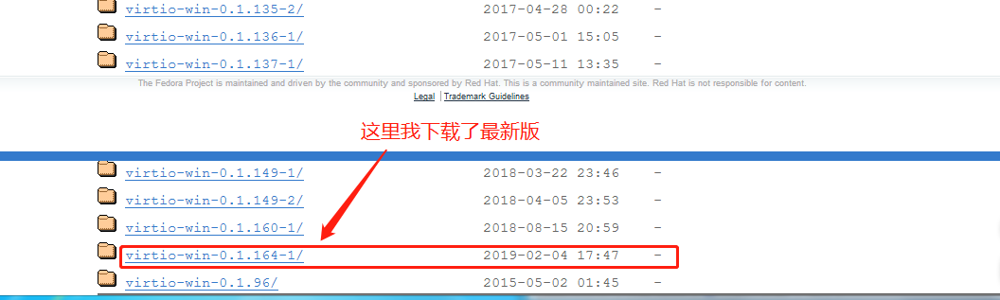 virtio-win-0.1.135-2/ 2017-04-28 00:22 -
virtio-win-0.1.136-1/ 2017-05-01 15:05 -
virtio-win-0.1.137-1/ 2017-05-11 13:35 -
The Fedora Project is maintained and driven by the community and sponsored by Red Hat. This is a community maintained site. Red Hat is not responsible for content.
Legal | Trademark Guidelines
这里我下载了最新版
virtio-win-0.1.149-1/ 2018-03-22 23:46 -
virtio-win-0.1.149-2/ 2018-04-05 23:53 -
virtio-win-0.1.160-1/ 2018-08-15 20:59 -
virtio-win-0.1.164-1/ 2019-02-04 17:47 -
virtio-win-0.1.96/ 2015-05-02 01:45 -